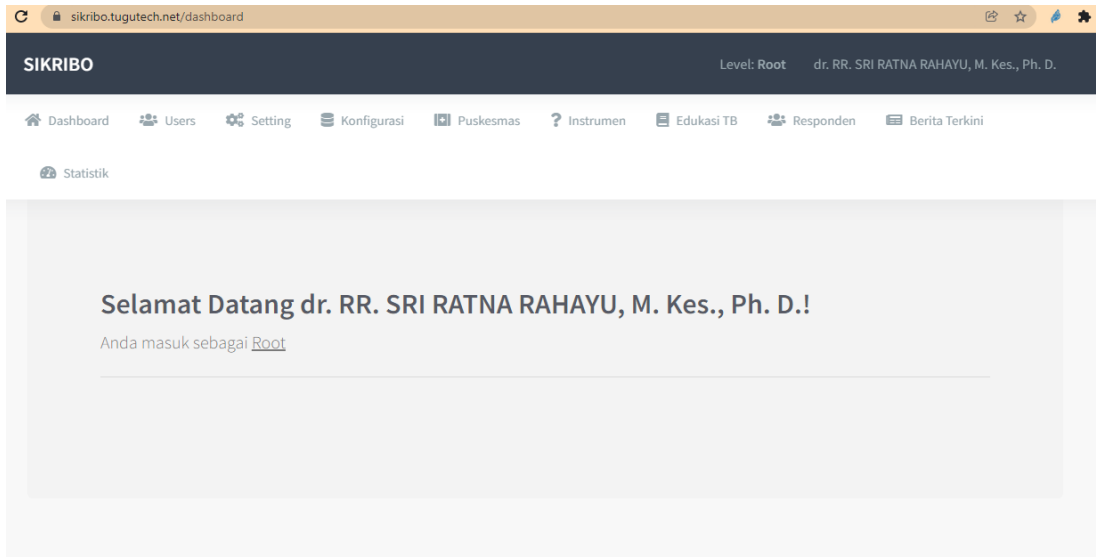 sikribo.tugutech.net/dashboard
SIKRIBO Level: Root dr. RR. SRI RATNA RAHAYU, M. Kes., Ph. D.
Dashboard Users Setting Konfigurasi Puskesmas Instrumen Edukasi TB Responden Berita Terkini
Statistik
Selamat Datang dr. RR. SRI RATNA RAHAYU, M. Kes., Ph. D.!
Anda masuk sebagai Root